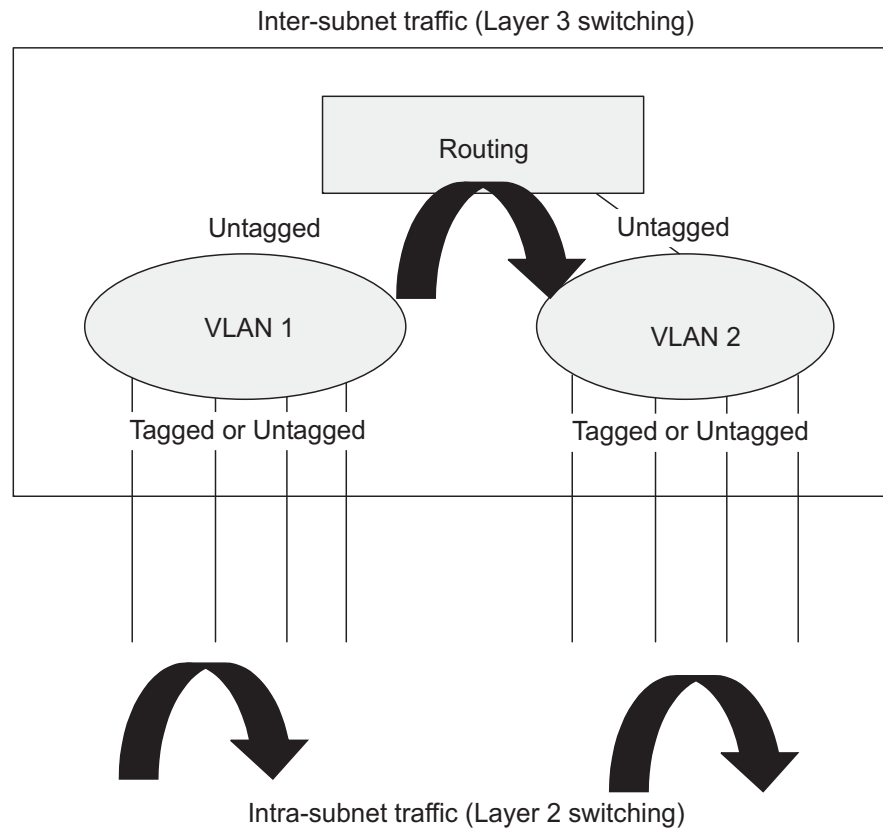 Inter-subnet traffic (Layer 3 switching)
Routing
Untagged
Untagged
VLAN 1
VLAN 2
Tagged or Untagged
Tagged or Untagged
Intra-subnet traffic (Layer 2 switching)